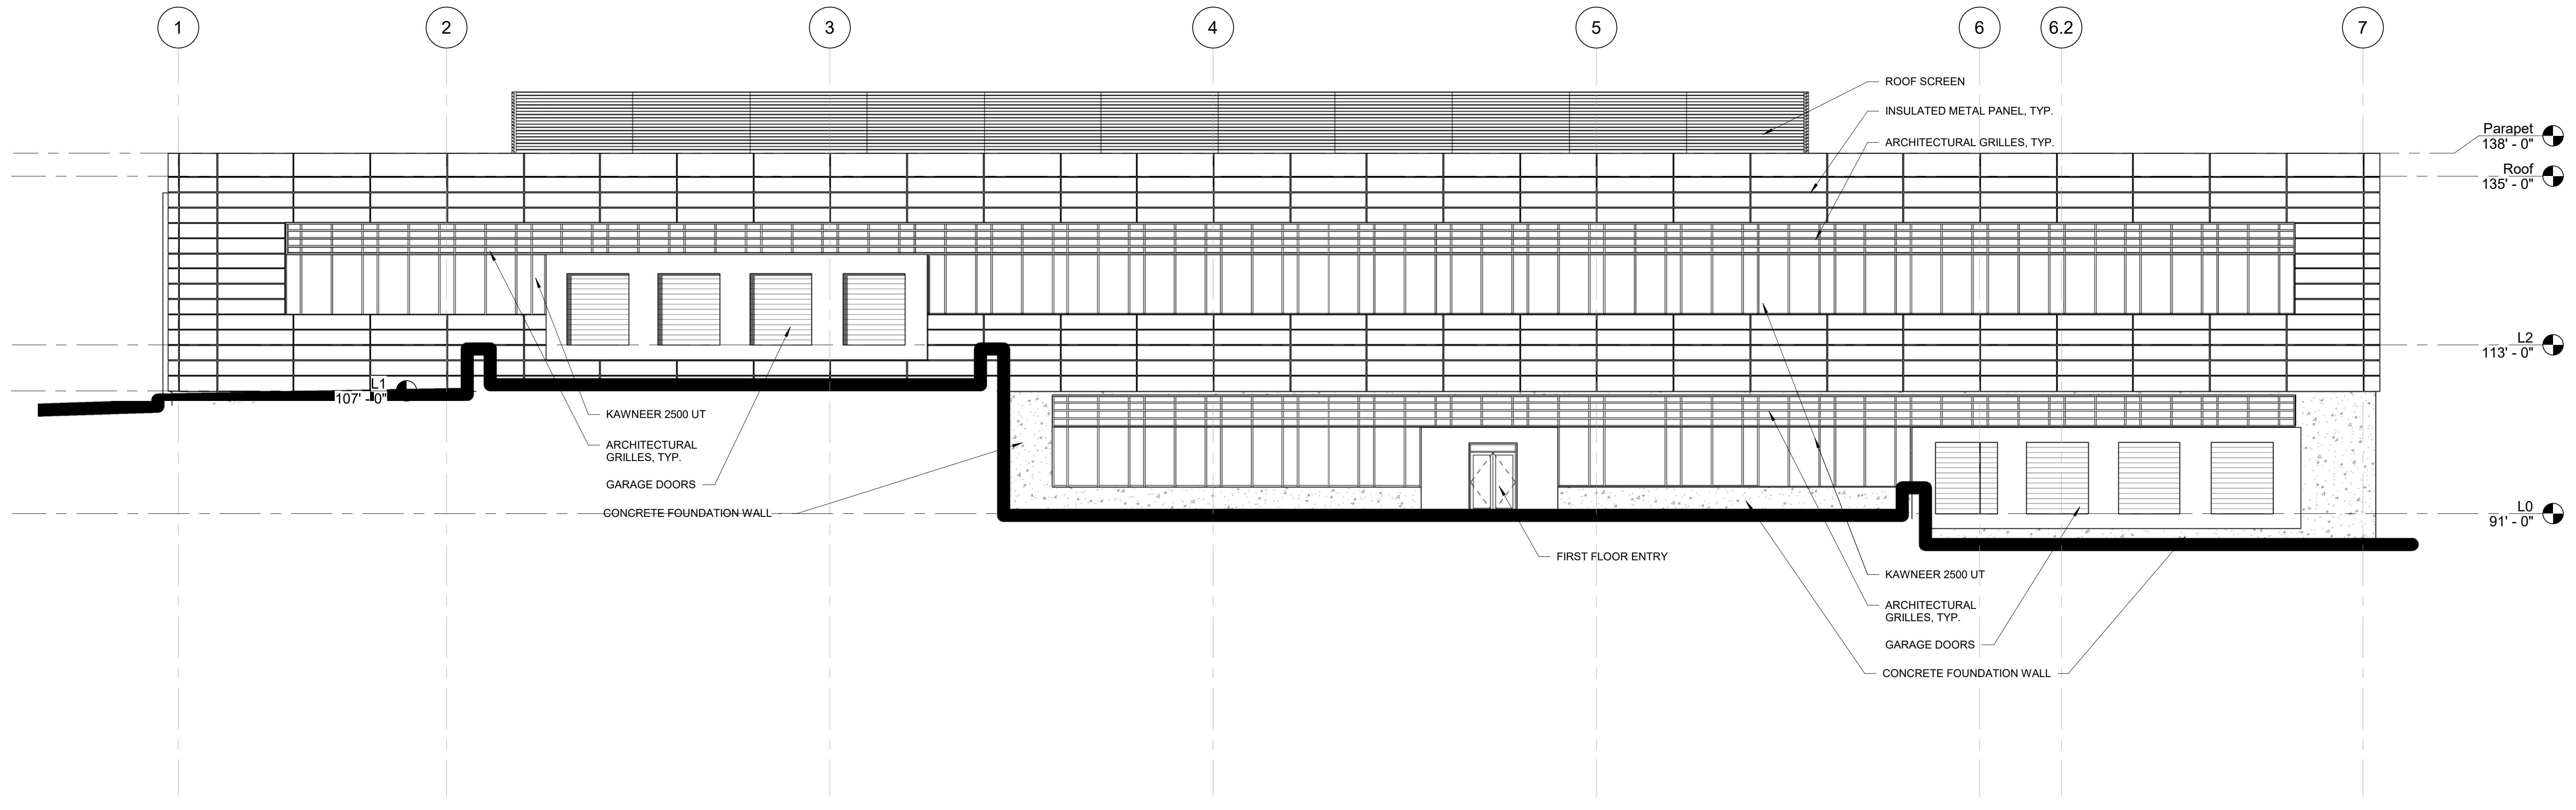 1
2
3
4
5
6
6.2
7
ROOF SCREEN
INSULATED METAL PANEL, TYP.
ARCHITECTURAL GRILLES, TYP.
Parapet
138' - 0"
Roof
135' - 0"
L2
113' - 0"
L1
107' - 0"
KAWNEER 2500 UT
ARCHITECTURAL
GRILLES, TYP.
GARAGE DOORS
CONCRETE FOUNDATION WALL
L0
91' - 0"
FIRST FLOOR ENTRY
KAWNEER 2500 UT
ARCHITECTURAL
GRILLES, TYP.
GARAGE DOORS
CONCRETE FOUNDATION WALL